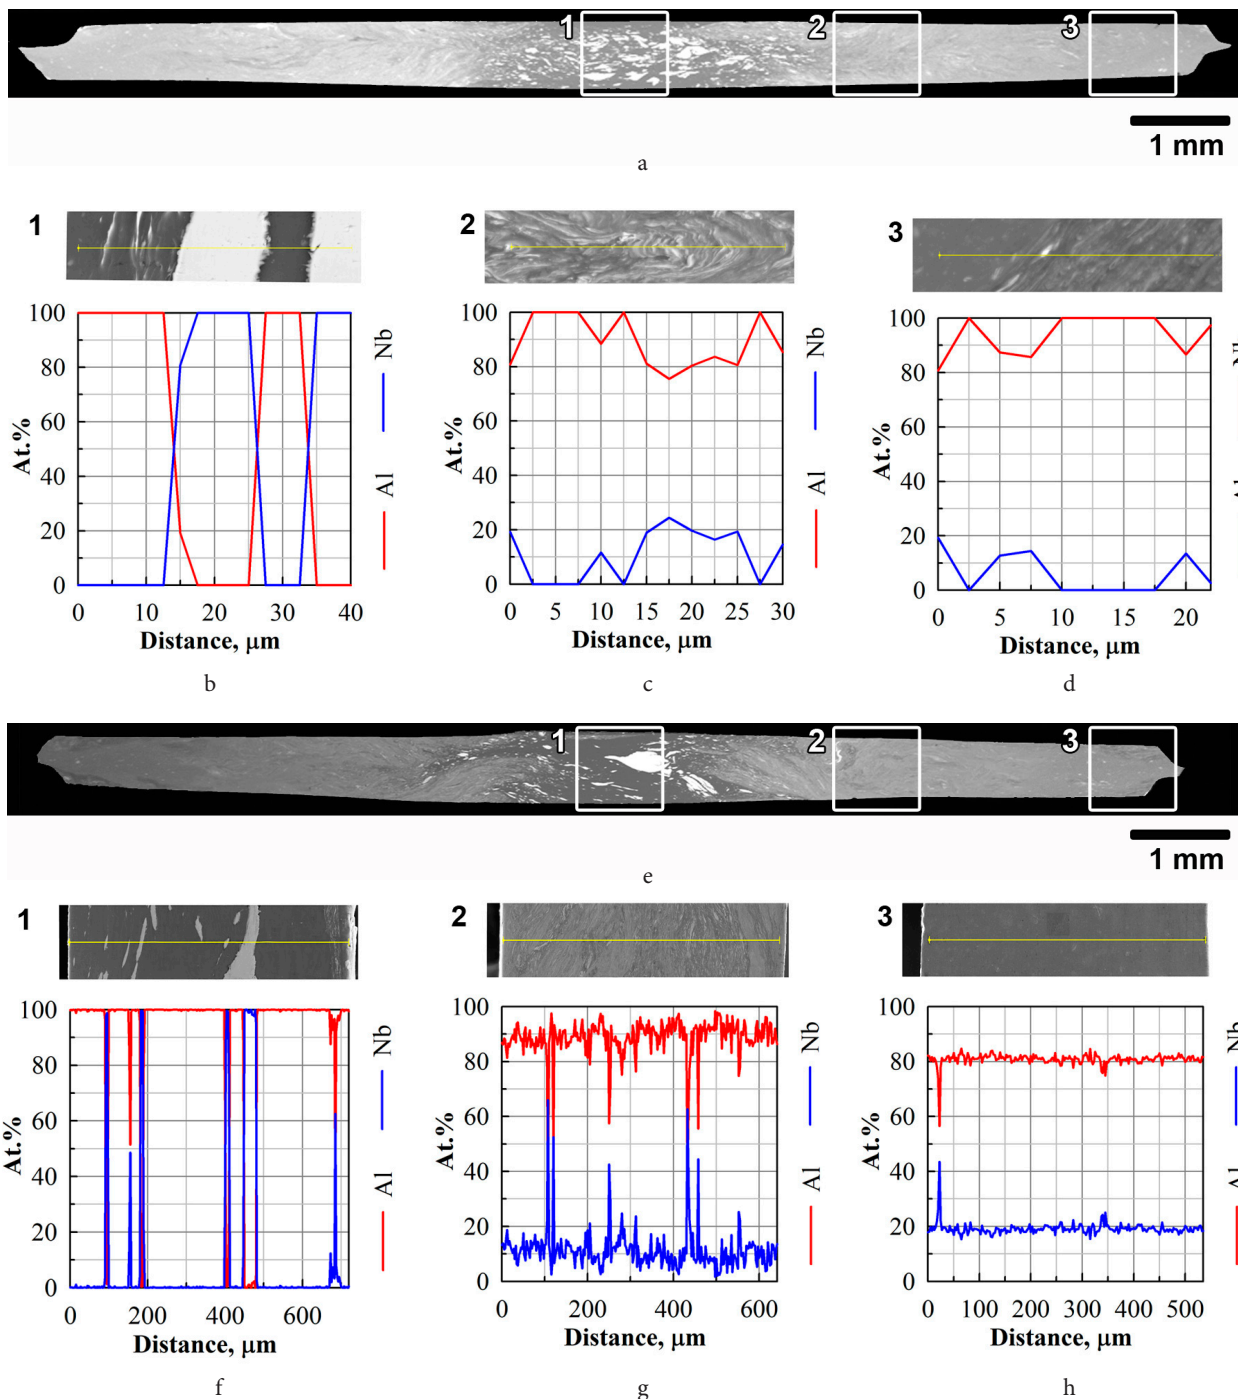 1 2 3
1 mm
a
1 2 3
100 100 100
80 80 80
60 60 60
40 40 40
20 20 20
0 0 0
At.% At.% At.%
Al Nb Al Nb
0 10 20 30 40
0 5 10 15 20 25 30
0 5 10 15 20
Distance, μm Distance, μm Distance, μm
b c d
1 2 3
1 mm
e
1 2 3
100 100 100
80 80 80
60 60 60
40 40 40
20 20 20
0 0 0
At.% At.% At.%
Al Nb Al Nb Al Nb
0 200 400 600
0 200 400 600
0 100 200 300 400 500
Distance, μm Distance, μm Distance, μm
f g h